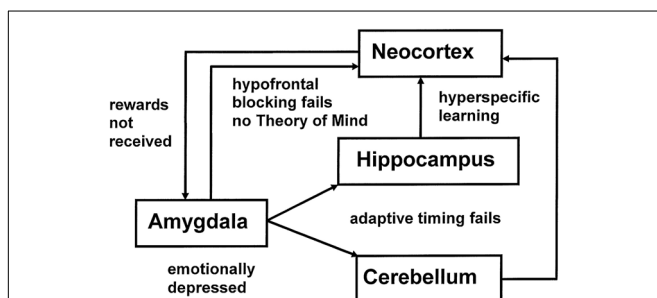 Neocortex
rewards
not
received
hypofrontal
blocking fails
no Theory of Mind
hyperspecific
learning
Hippocampus
Amygdala
adaptive timing fails
emotionally
depressed
Cerebellum